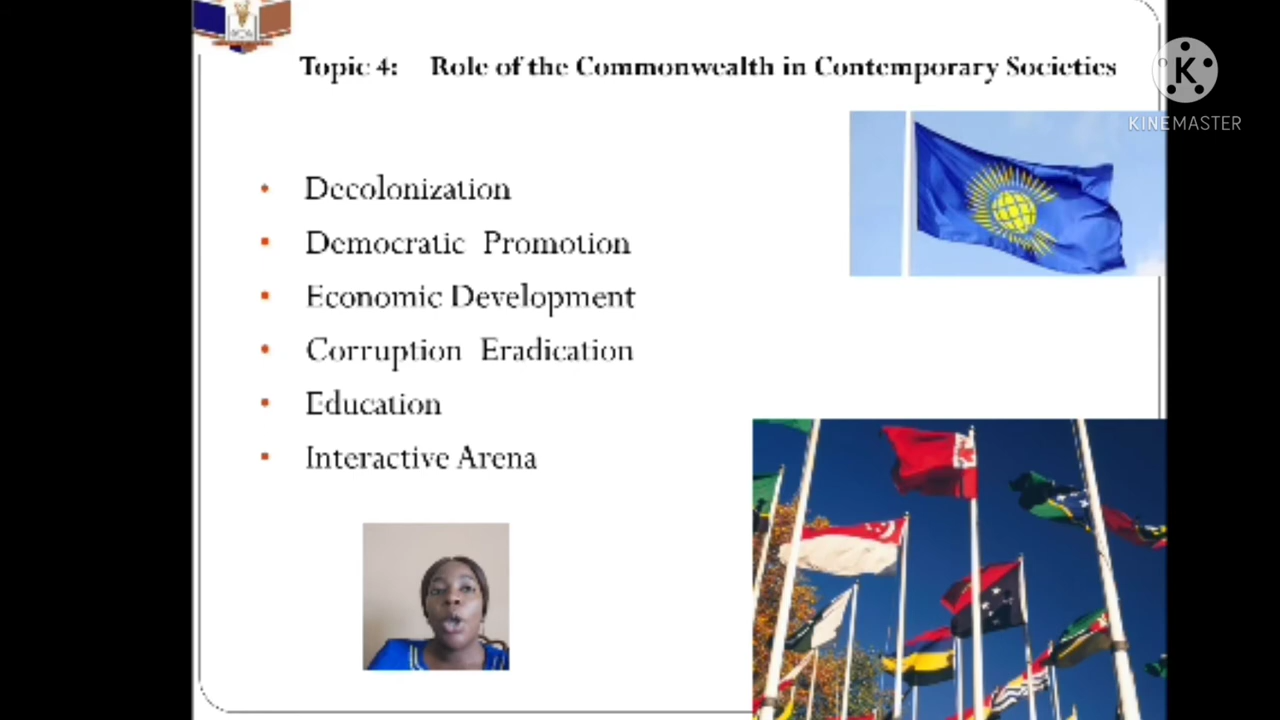 Topic 4: Role of the Commonwealth in Contemporary Societies
K
KINEMASTER
• Decolonization
• Democratic Promotion
• Economic Development
• Corruption Eradication
• Education
• Interactive Arena